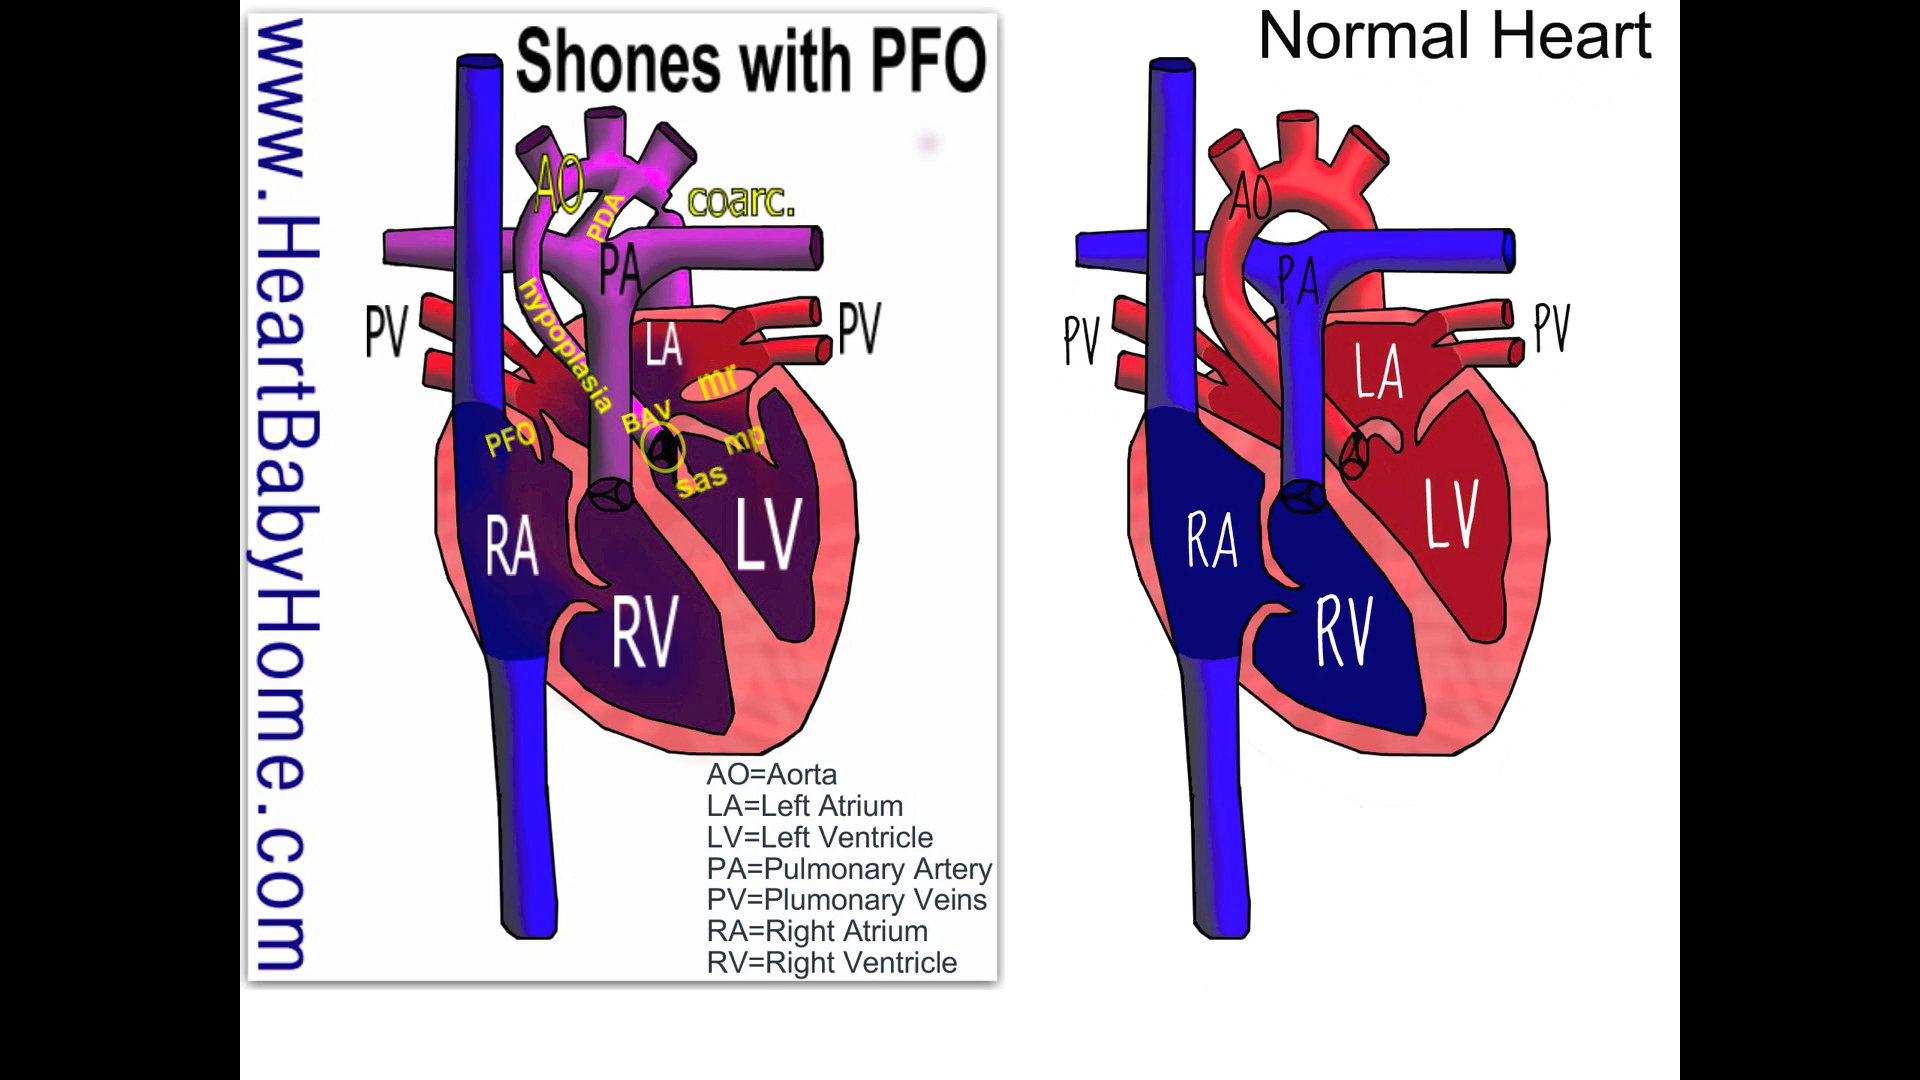 www.HeartBabyHome.com
Shones with PFO
AO
PDA
coarc.
PA
PV
PV
hypoplasia
LA
mr
BAV
PFO
mp
sas
RA
LV
RV
AO=Aorta
LA=Left Atrium
LV=Left Ventricle
PA=Pulmonary Artery
PV=Plumonary Veins
RA=Right Atrium
RV=Right Ventricle
Normal Heart
AO
PA
PV
PV
LA
LV
RA
RV